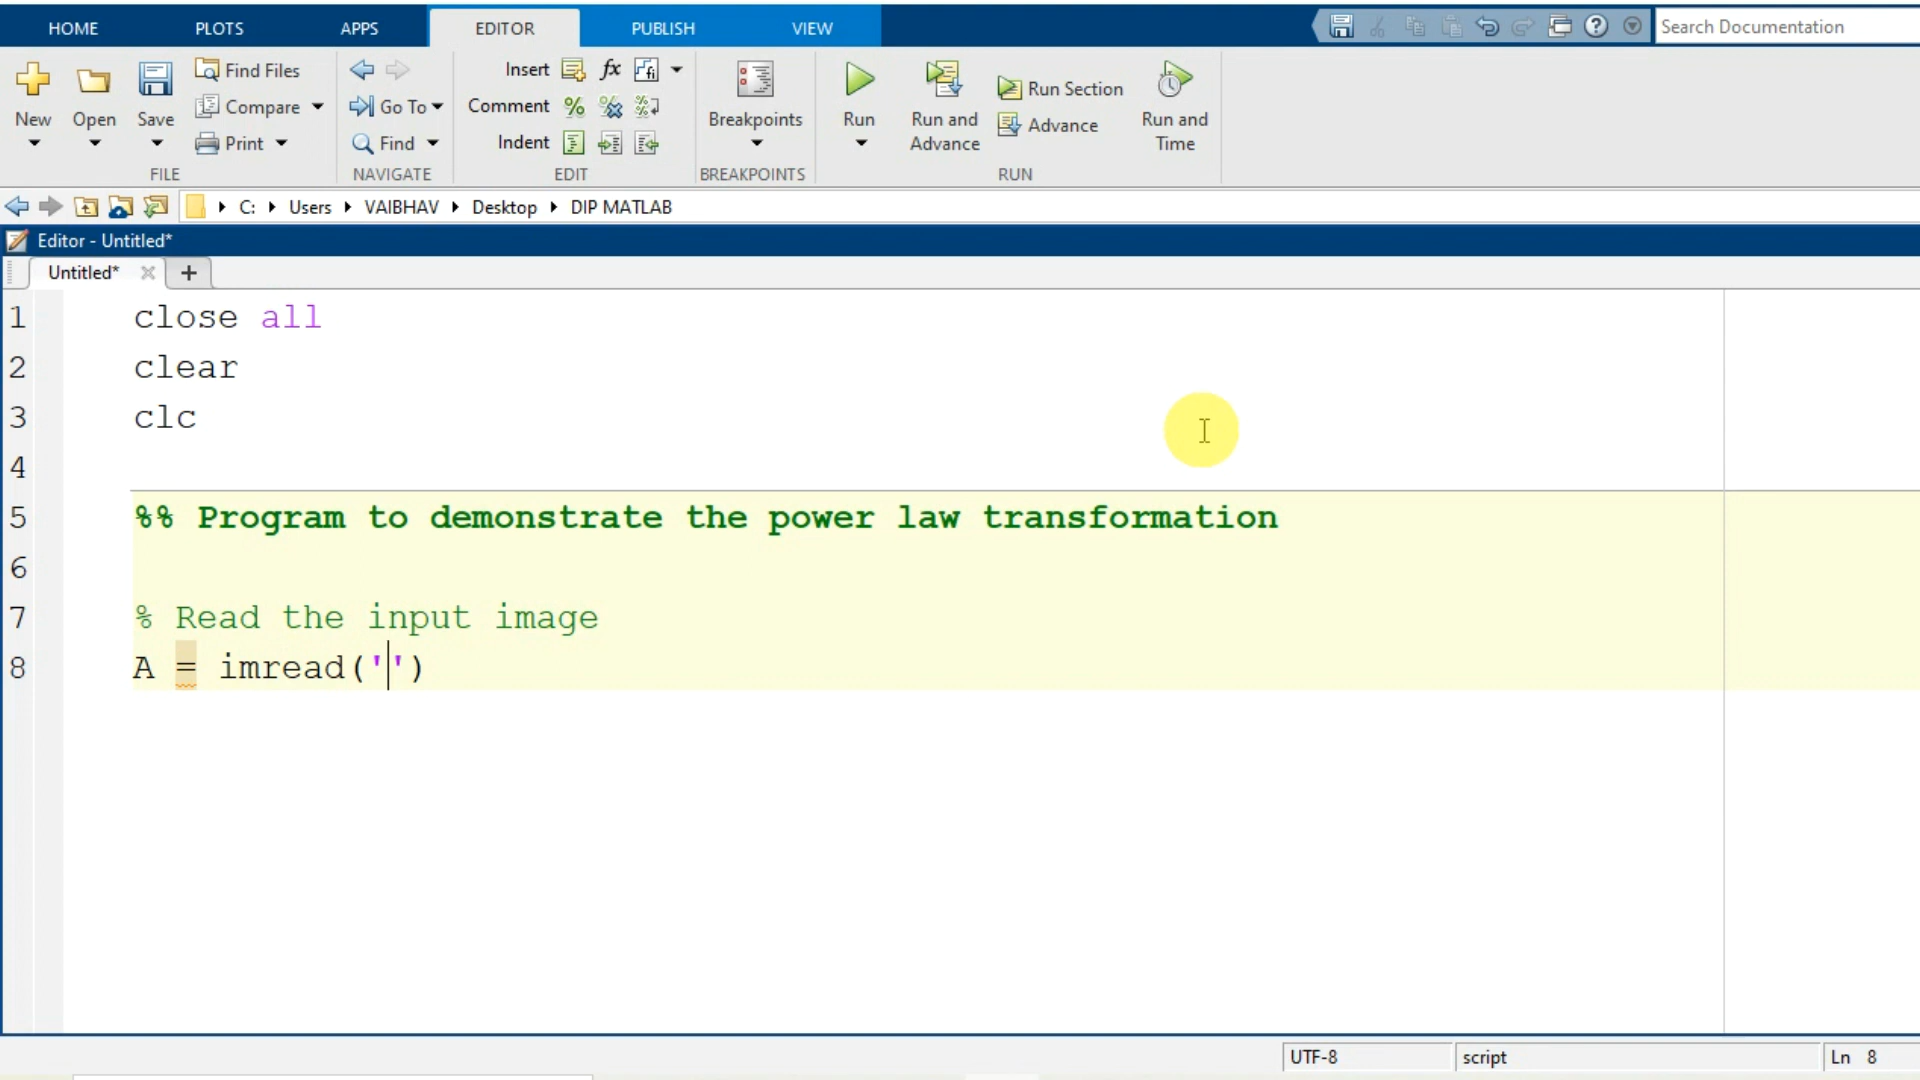 HOME PLOTS APPS EDITOR PUBLISH VIEW Search Documentation
Find Files Insert fx
Compare Go To Comment Run Section
New Open Save Breakpoints Run Run and Advance Advance Run and Time
Print Find Indent
FILE NAVIGATE EDIT BREAKPOINTS RUN
C: Users VAIBHAV Desktop DIP MATLAB
Editor - Untitled*
Untitled* +
1 close all
2 clear
3 clc
4
5 %% Program to demonstrate the power law transformation
6
7 % Read the input image
8 A = imread('')
UTF-8 script Ln 8